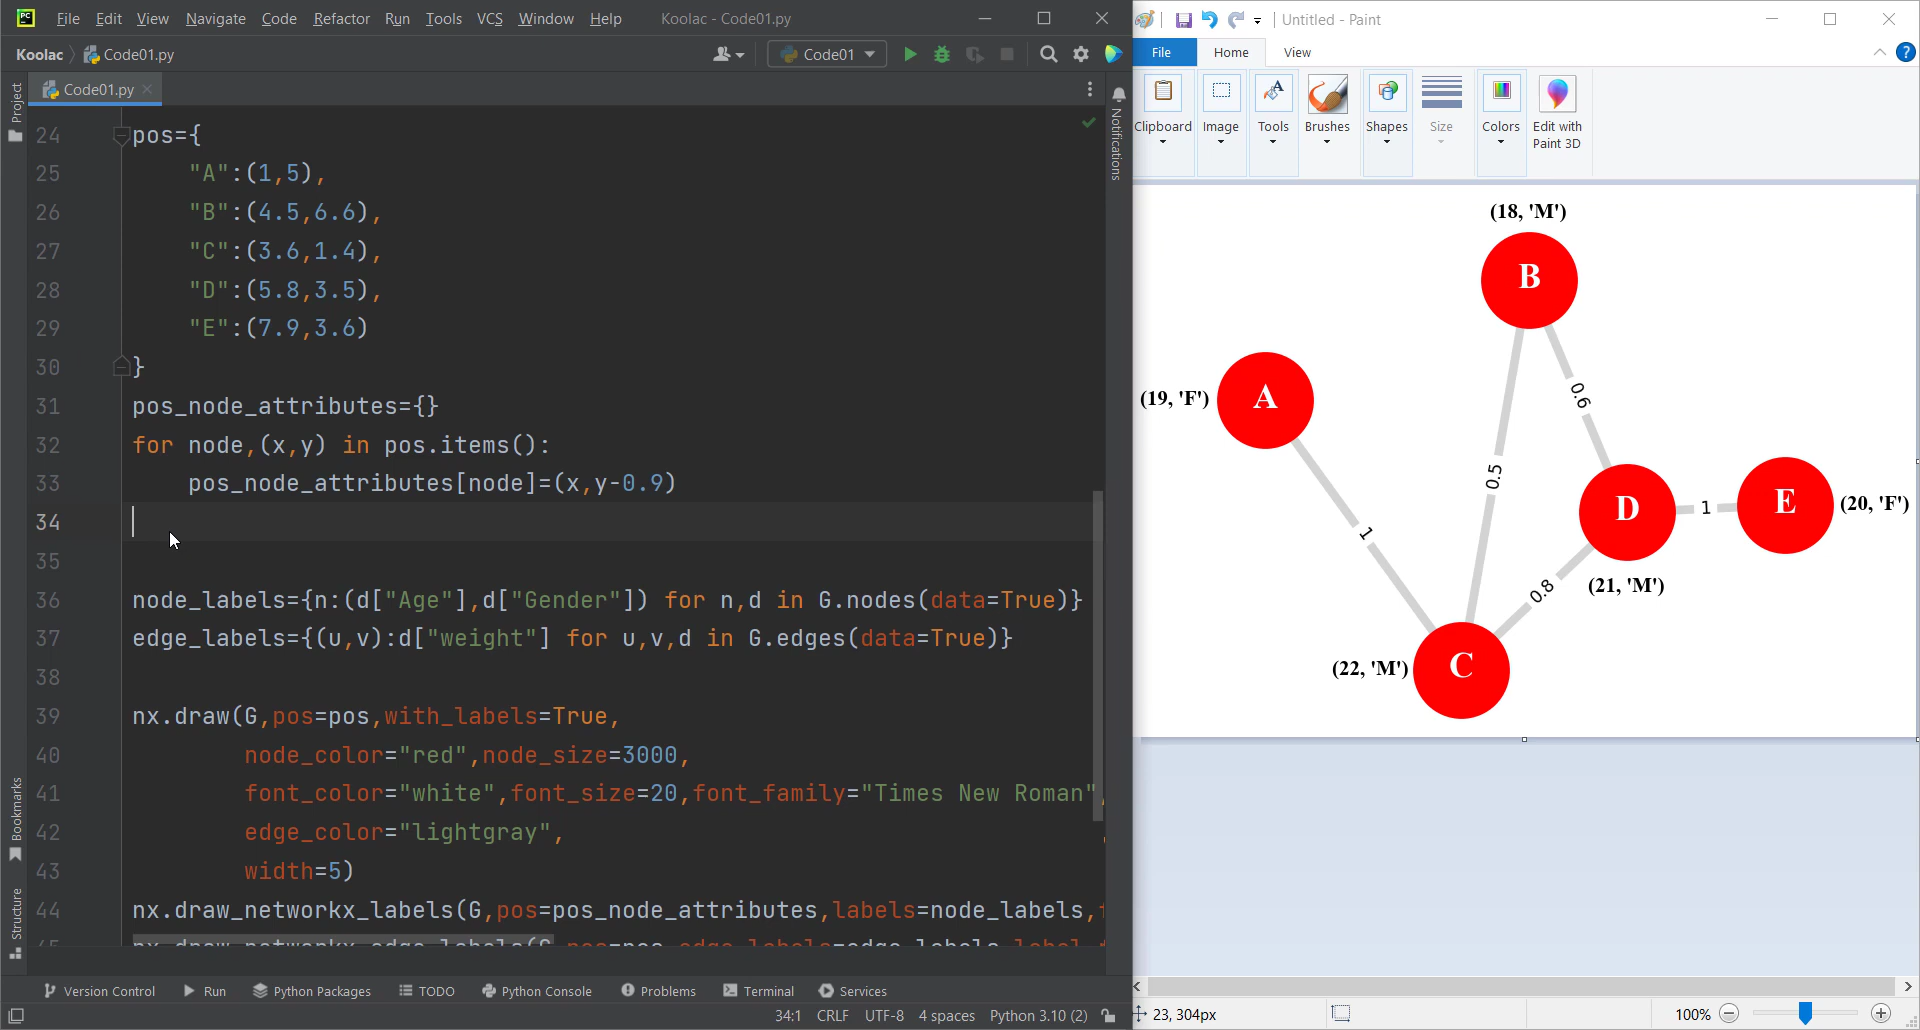 File Edit View Navigate Code Refactor Run Tools VCS Window Help Koolac - Code01.py
Koolac Code01.py Code01
Code01.py
Project
Bookmarks
Structure
Notifications
24 pos={
25 "A":(1,5),
26 "B":(4.5,6.6),
27 "C":(3.6,1.4),
28 "D":(5.8,3.5),
29 "E":(7.9,3.6)
30 }
31 pos_node_attributes={}
32 for node,(x,y) in pos.items():
33 pos_node_attributes[node]=(x,y-0.9)
34
35
36 node_labels={n:(d["Age"],d["Gender"]) for n,d in G.nodes(data=True)}
37 edge_labels={(u,v):d["weight"] for u,v,d in G.edges(data=True)}
38
39 nx.draw(G,pos=pos,with_labels=True,
40 node_color="red",node_size=3000,
41 font_color="white",font_size=20,font_family="Times New Roman",
42 edge_color="lightgray",
43 width=5)
44 nx.draw_networkx_labels(G,pos=pos_node_attributes,labels=node_labels,
Version Control Run Python Packages TODO Python Console Problems Terminal Services
34:1 CRLF UTF-8 4 spaces Python 3.10 (2)
Untitled - Paint
File Home View
Clipboard Image Tools Brushes Shapes Size Colors Edit with
Paint 3D
(18, 'M')
B
(19, 'F') A
0.6
0.5
D 1 E (20, 'F')
1
0.8 (21, 'M')
(22, 'M') C
23, 304px 100%